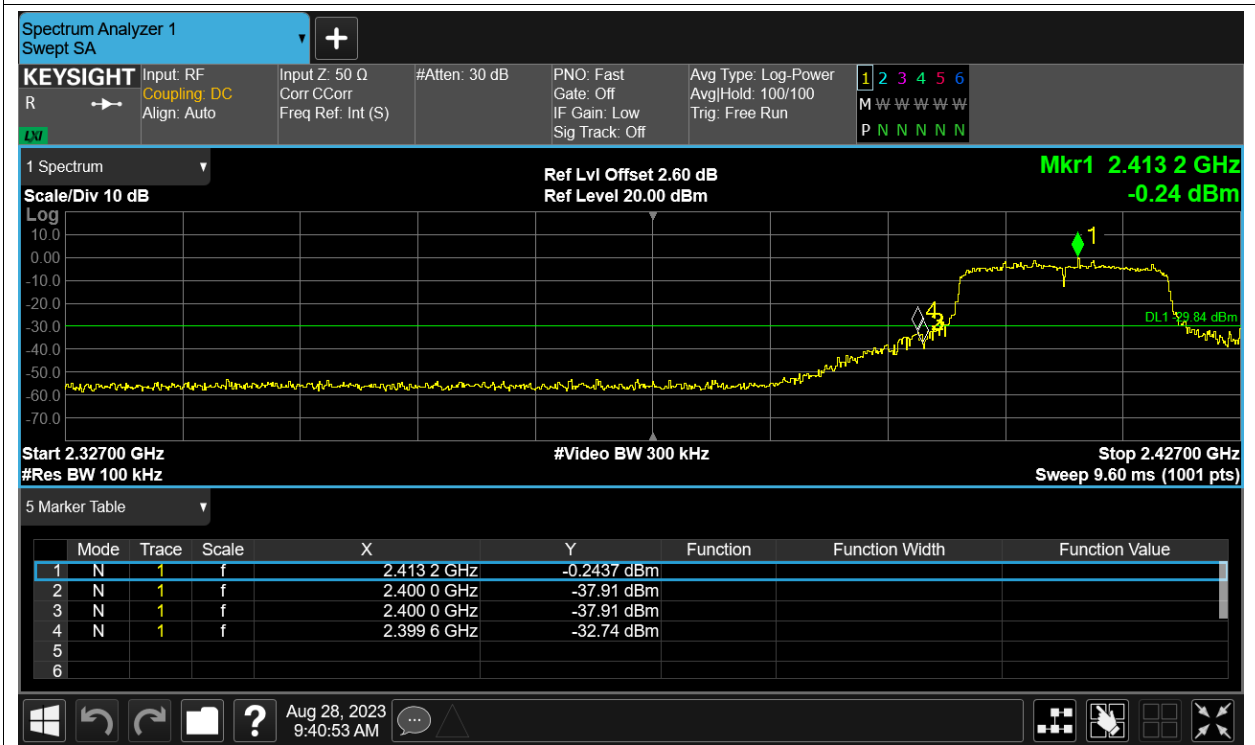 Spectrum Analyzer 1
Swept SA
+
KEYSIGHT Input: RF Input Z: 50 Ω #Atten: 30 dB PNO: Fast Avg Type: Log-Power 1 2 3 4 5 6
R Coupling: DC Corr CCorr Gate: Off Avg|Hold: 100/100 M W W W W W
Align: Auto Freq Ref: Int (S) IF Gain: Low Trig: Free Run
LXI Sig Track: Off P N N N N N
1 Spectrum Ref Lvl Offset 2.60 dB Mkr1 2.413 2 GHz
Scale/Div 10 dB Ref Level 20.00 dBm -0.24 dBm
Log
10.0 1
0.00
-10.0
-20.0
4
3
-30.0 DL1 -29.84 dBm
-40.0
-50.0
-60.0
-70.0
Start 2.32700 GHz #Video BW 300 kHz Stop 2.42700 GHz
#Res BW 100 kHz Sweep 9.60 ms (1001 pts)
5 Marker Table
Mode Trace Scale X Y Function Function Width Function Value
1 N 1 f 2.413 2 GHz -0.2437 dBm
2 N 1 f 2.400 0 GHz -37.91 dBm
3 N 1 f 2.400 0 GHz -37.91 dBm
4 N 1 f 2.399 6 GHz -32.74 dBm
5
6
? Aug 28, 2023
9:40:53 AM